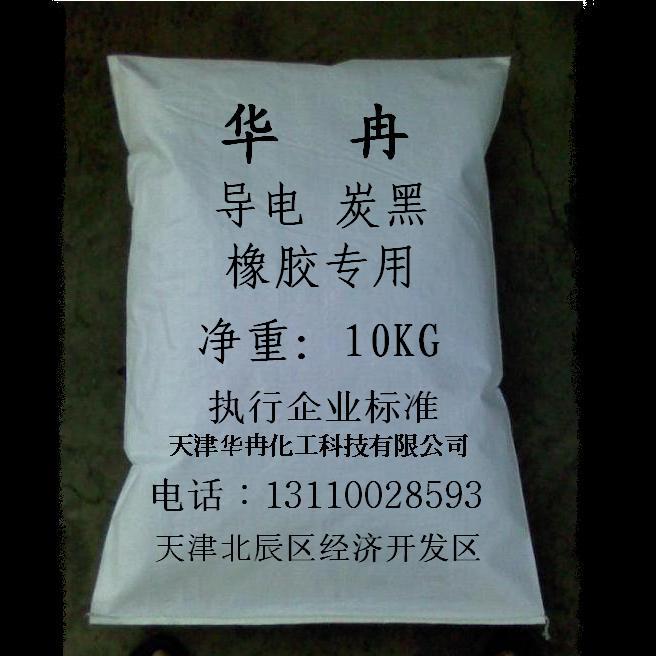 华 冉
导电 炭黑
橡胶专用
净重: 10KG
执行企业标准
天津华冉化工科技有限公司
电话:13110028593
天津北辰区经济开发区